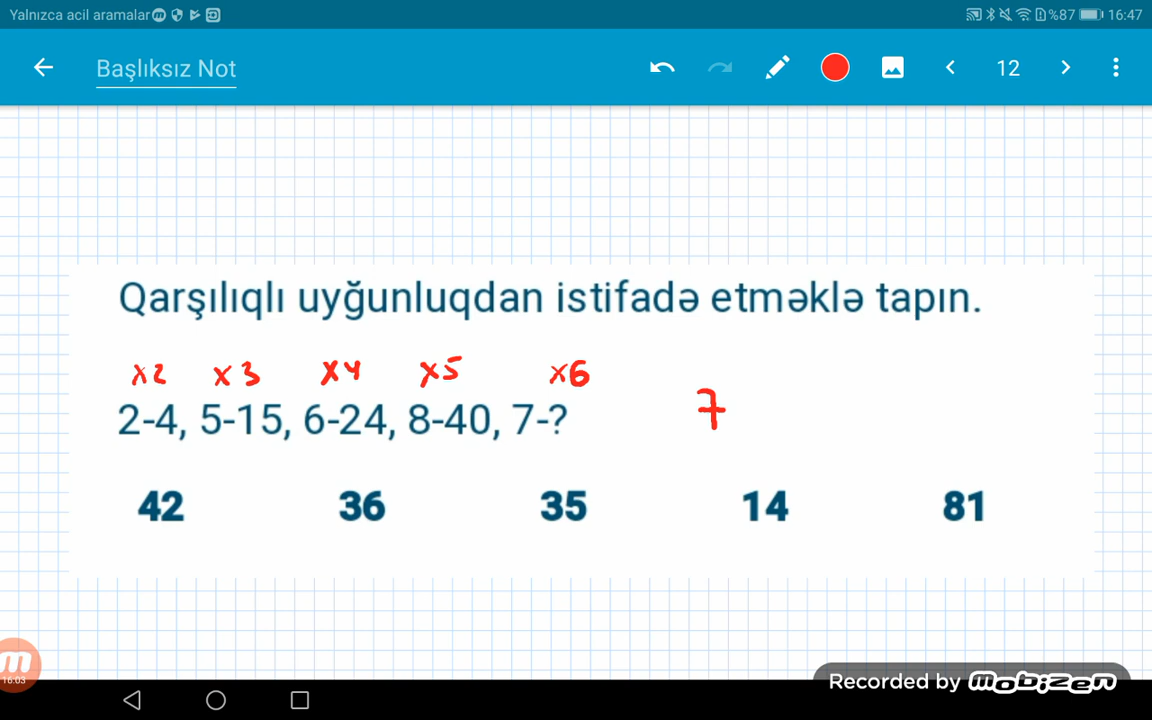 Yalnızca acil aramalar %87 16:47
Başlıksız Not 12
Qarşılıqlı uyğunluqdan istifadə etməklə tapın.
x2 x3 x4 x5 x6
2-4, 5-15, 6-24, 8-40, 7-? 7
42 36 35 14 81
16:03
Recorded by mobizen